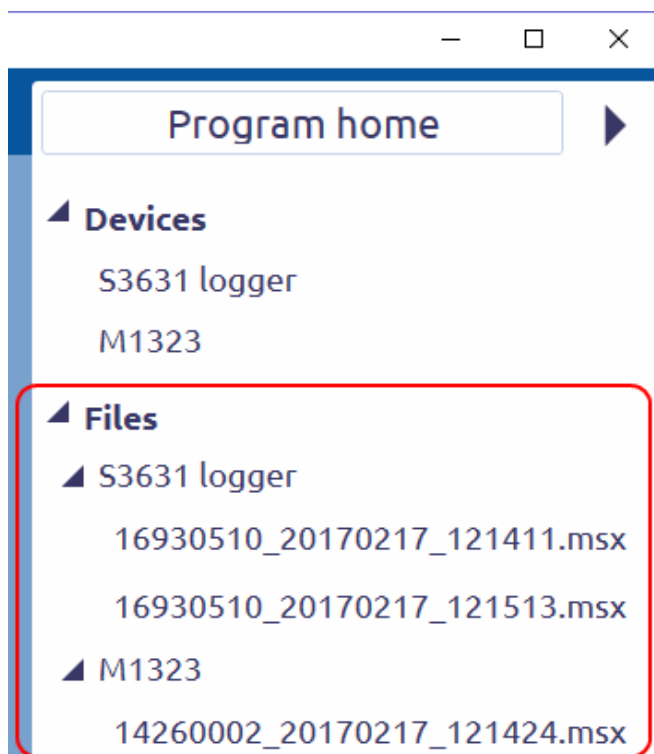 Program home
Devices
S3631 logger
M1323
Files
S3631 logger
16930510_20170217_121411.msx
16930510_20170217_121513.msx
M1323
14260002_20170217_121424.msx